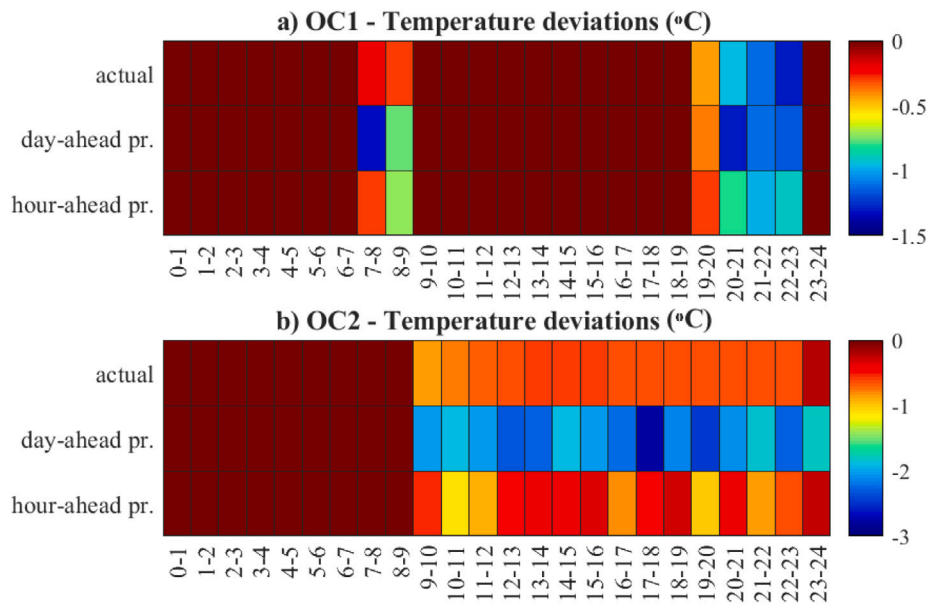 a) OC1 - Temperature deviations (°C)
actual
day-ahead pr.
hour-ahead pr.
0
-0.5
-1
-1.5
0-1 1-2 2-3 3-4 4-5 5-6 6-7 7-8 8-9 9-10 10-11 11-12 12-13 13-14 14-15 15-16 16-17 17-18 18-19 19-20 20-21 21-22 22-23 23-24
b) OC2 - Temperature deviations (°C)
actual
day-ahead pr.
hour-ahead pr.
0
-1
-2
-3
0-1 1-2 2-3 3-4 4-5 5-6 6-7 7-8 8-9 9-10 10-11 11-12 12-13 13-14 14-15 15-16 16-17 17-18 18-19 19-20 20-21 21-22 22-23 23-24